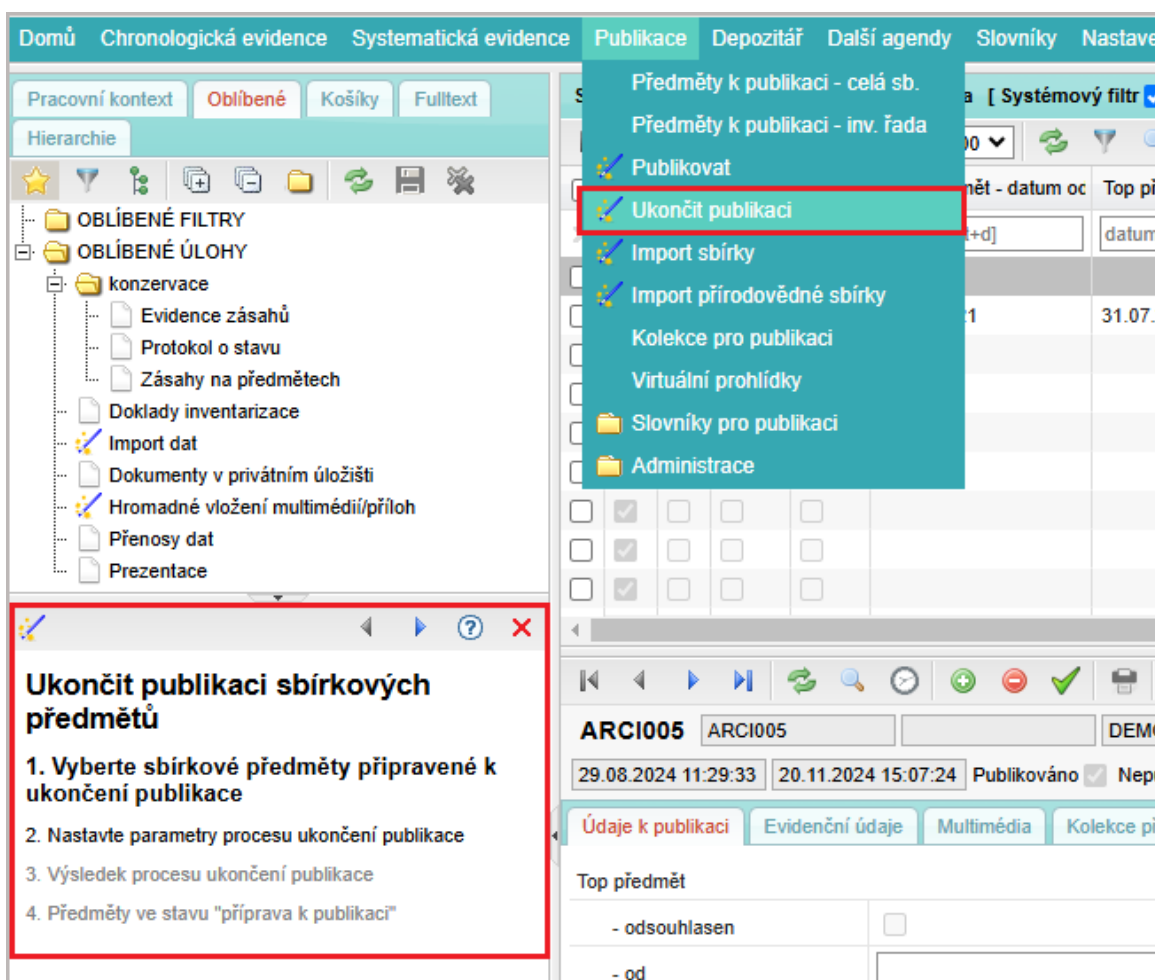 Domů Chronologická evidence Systematická evidence Publikace Depozitář Další agendy Slovníky
Pracovní kontext Oblíbené Košíky Fulltext
Hierarchie
OBLÍBENÉ FILTRY
OBLÍBENÉ ÚLOHY
konzervace
Evidence zásahů
Protokol o stavu
Zásahy na předmětech
Doklady inventarizace
Import dat
Dokumenty v privátním úložišti
Hromadné vložení multimédií/příloh
Přenosy dat
Prezentace
Předměty k publikaci - celá sb.
Předměty k publikaci - inv. řada
Publikovat
Ukončit publikaci
Import sbírky
Import přírodovědné sbírky
Kolekce pro publikaci
Virtuální prohlídky
Slovníky pro publikaci
Administrace
[ Systémový filtr
- datum Top
t+d] datum
31.07.
Ukončit publikaci sbírkových
předmětů
1. Vyberte sbírkové předměty připravené k
ukončení publikace
2. Nastavte parametry procesu ukončení publikace
3. Výsledek procesu ukončení publikace
4. Předměty ve stavu "příprava k publikaci"
ARCI005 ARCI005
29.08.2024 11:29:33 20.11.2024 15:07:24 Publikováno
Údaje k publikaci Evidenční údaje Multimédia Kolekce
Top předmět
- odsouhlasen
- od